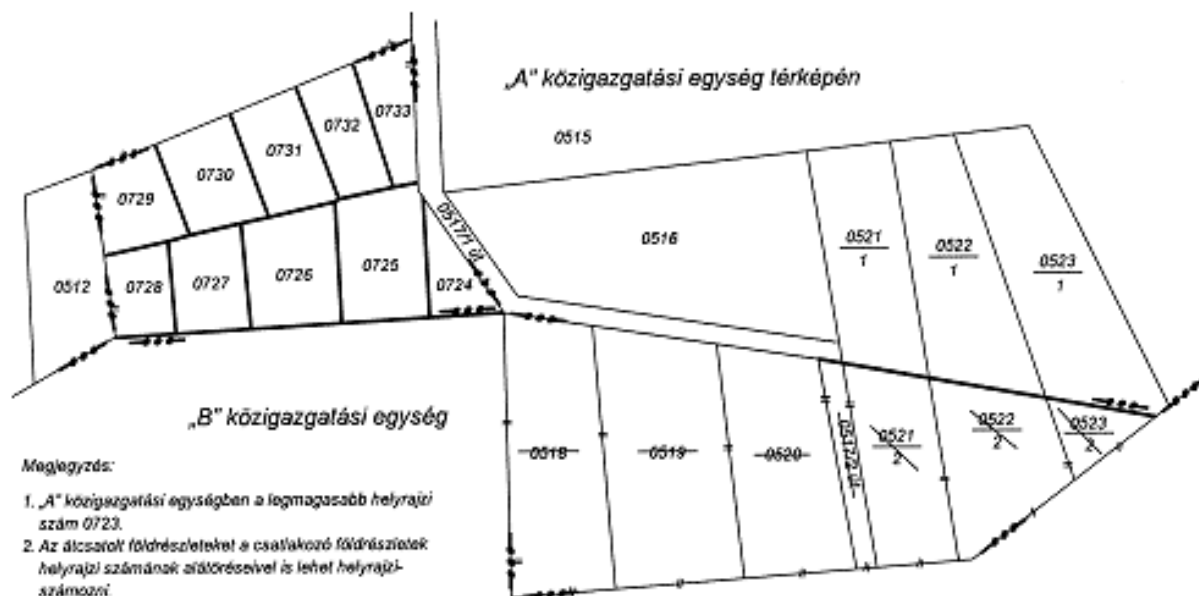 „A" közigazgatási egység térképén
0515
0733
0732
0731
0730
0729
0516
0521
1
0522
1
0523
1
0517/1 út
0512
0728
0727
0726
0725
0724
„B" közigazgatási egység
0518
0519
0520
0517/2 út
0521
2
0522
2
0523
2
Megjegyzés:
1. „A" közigazgatási egységben a legmagasabb helyrajzi
szám 0723.
2. Az átcsatolt földrészleteket a csatlakozó földrészletek
helyrajzi számának alátöréseivel is lehet helyrajzi-
számozni.